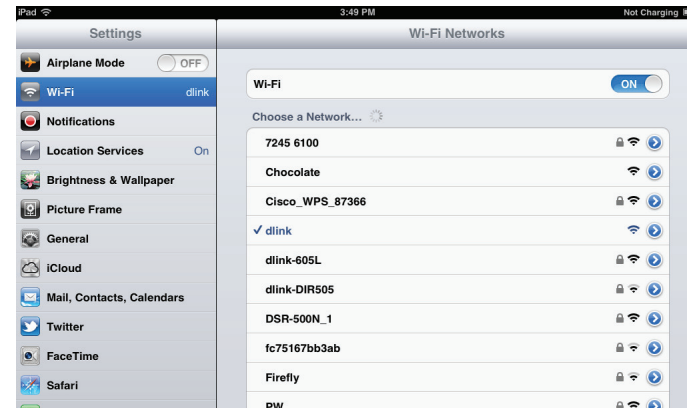 iPad 3:49 PM Not Charging
Settings Wi-Fi Networks
Airplane Mode OFF
Wi-Fi dlink
Notifications
Location Services On
Brightness & Wallpaper
Picture Frame
General
iCloud
Mail, Contacts, Calendars
Twitter
FaceTime
Safari
Wi-Fi ON
Choose a Network...
7245 6100
Chocolate
Cisco_WPS_87366
dlink
dlink-605L
dlink-DIR505
DSR-500N_1
fc75167bb3ab
Firefly
PW